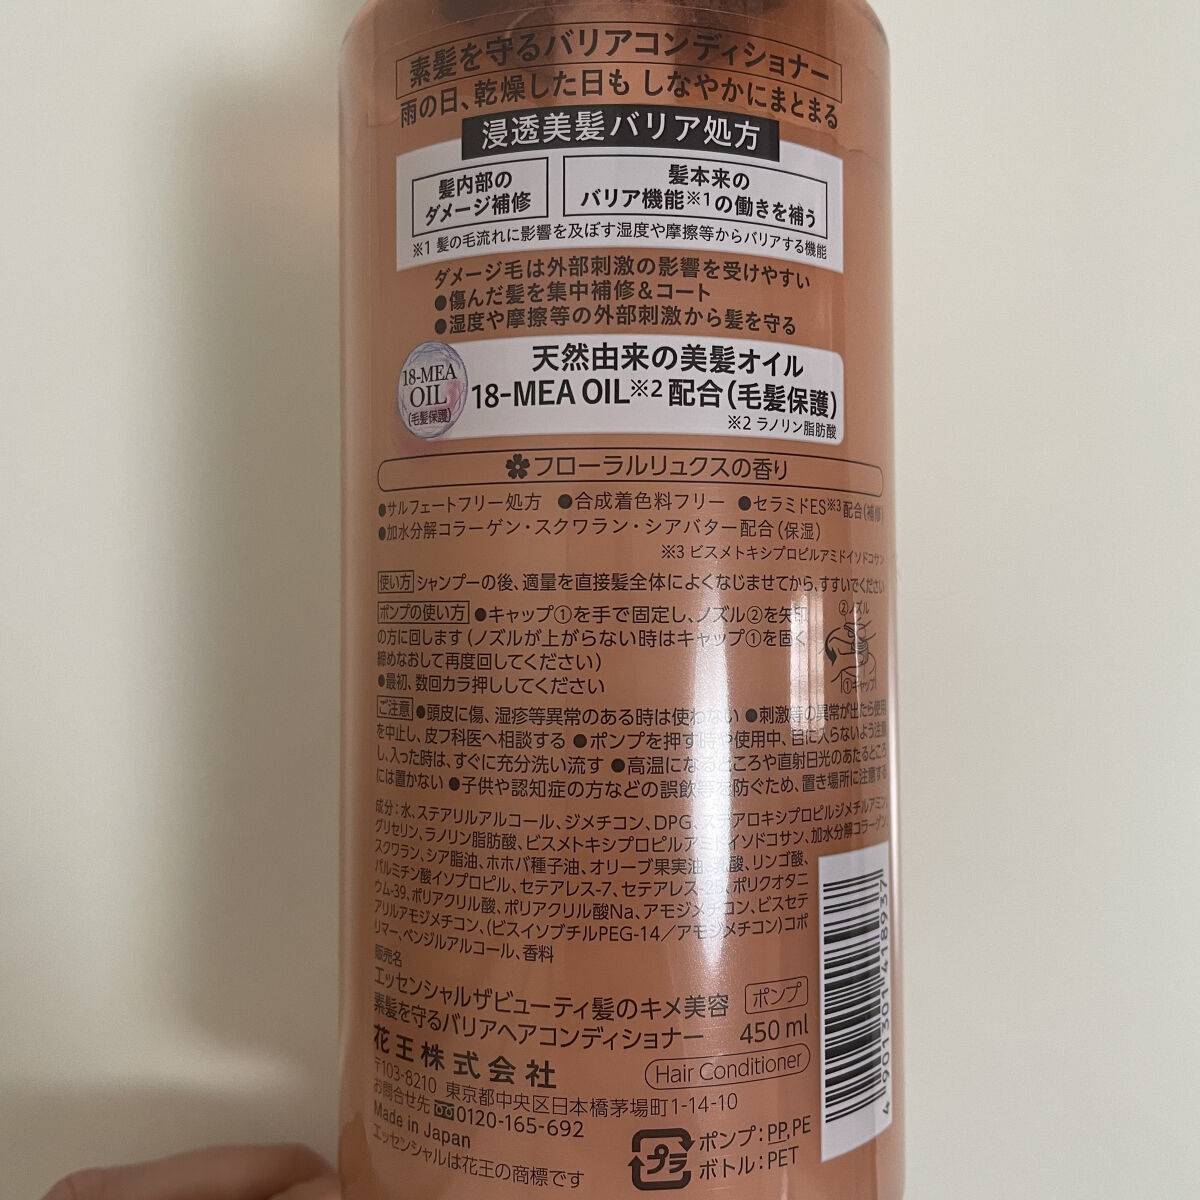 素髪を守るバリアコンディショナー
雨の日、乾燥した日も しなやかにまとまる
浸透美髪バリア処方
髪内部の
ダメージ補修
髪本来の
バリア機能※1の働きを補う
※1 髪の毛流れに影響を及ぼす湿度や摩擦等からバリアする機能
ダメージ毛は外部刺激の影響を受けやすい
●傷んだ髪を集中補修&コート
●湿度や摩擦等の外部刺激から髪を守る
18-MEA
OIL
(毛髪保護)
天然由来の美髪オイル
18-MEA OIL※2配合(毛髪保護)
※2 ラノリン脂肪酸
フローラルリュクスの香り
●サルフェートフリー処方 ●合成着色料フリー ●セラミドES※3配合(補修)
●加水分解コラーゲン・スクワラン・シアバター配合(保湿)
※3 ビスメトキシプロピルアミドイソドコサン
使い方 シャンプーの後、適量を直接髪全体によくなじませてから、すすいでください
ポンプの使い方 ●キャップ①を手で固定し、ノズル②を矢印
の方に回します(ノズルが上がらない時はキャップ①を固く
締めなおして再度回してください)
●最初、数回カラ押ししてください
②ノズル
①キャップ
ご注意 ●頭皮に傷、湿疹等異常のある時は使わない ●刺激等の異常が出たら使用
を中止し、皮フ科医へ相談する ●ポンプを押す時や使用中、目に入らないよう注意
し、入った時は、すぐに充分洗い流す ●高温になるところや直射日光のあたるところ
には置かない ●子供や認知症の方などの誤飲等を防ぐため、置き場所に注意する
成分:水、ステアリルアルコール、ジメチコン、DPG、ステアロキシプロピルジメチルアミン、
グリセリン、ラノリン脂肪酸、ビスメトキシプロピルアミドイソドコサン、加水分解コラーゲン、
スクワラン、シア脂油、ホホバ種子油、オリーブ果実油、乳酸、リンゴ酸、
パルミチン酸イソプロピル、セテアレス-7、セテアレス-25、ポリクオタニ
ウム-39、ポリアクリル酸、ポリアクリル酸Na、アモジメチコン、ビスセテ
アリルアモジメチコン、(ビスイソブチルPEG-14/アモジメチコン)コポ
リマー、ベンジルアルコール、香料
販売名
エッセンシャルザビューティ髪のキメ美容
素髪を守るバリアヘアコンディショナー
ポンプ
450 ml
花王株式会社
Hair Conditioner
〒103-8210 東京都中央区日本橋茅場町1-14-10
お問合せ先 0120-165-692
Made in Japan
エッセンシャルは花王の商標です
プラ
ポンプ:PP,PE
ボトル:PET
4 901301 418937